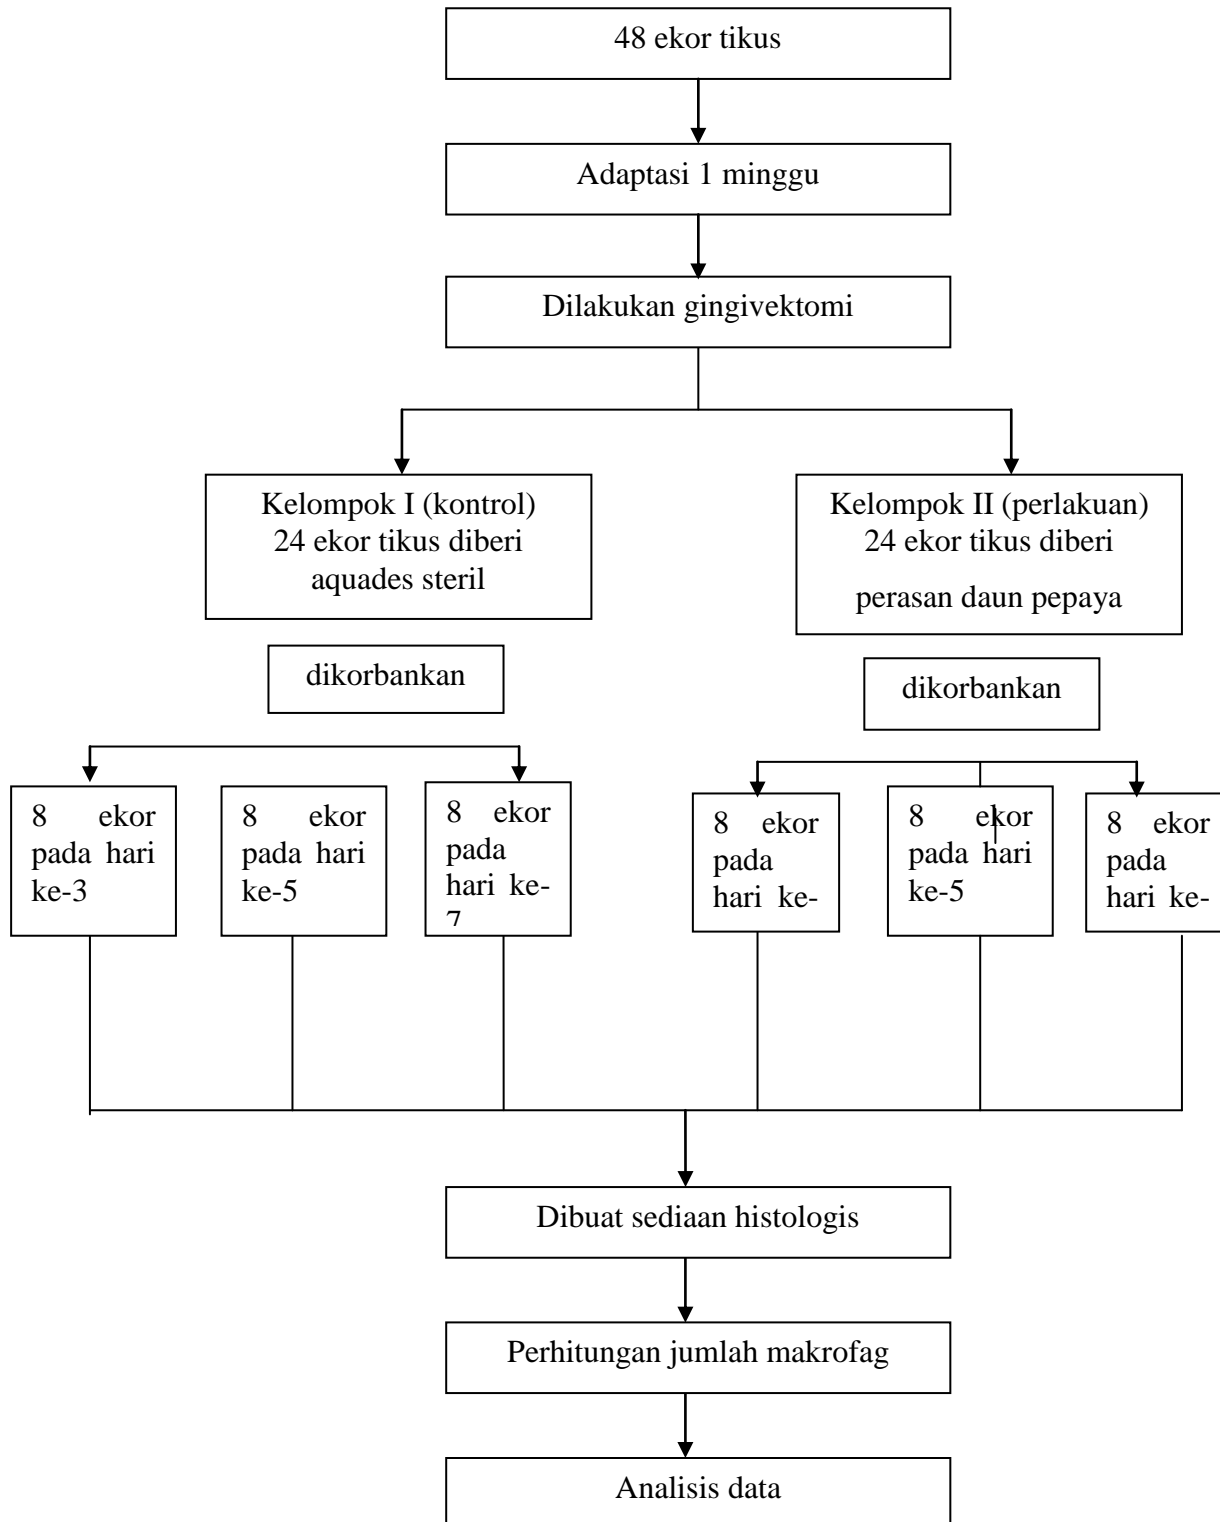 48 ekor tikus
Adaptasi 1 minggu
Dilakukan gingivektomi
Kelompok I (kontrol)
24 ekor tikus diberi
aquades steril
Kelompok II (perlakuan)
24 ekor tikus diberi
perasan daun pepaya
dikorbankan
dikorbankan
8 ekor
pada hari
ke-3
8 ekor
pada hari
ke-5
8 ekor
pada
hari ke-
7
8 ekor
pada
hari ke-
8 ekor
pada hari
ke-5
8 ekor
pada
hari ke-
Dibuat sediaan histologis
Perhitungan jumlah makrofag
Analisis data